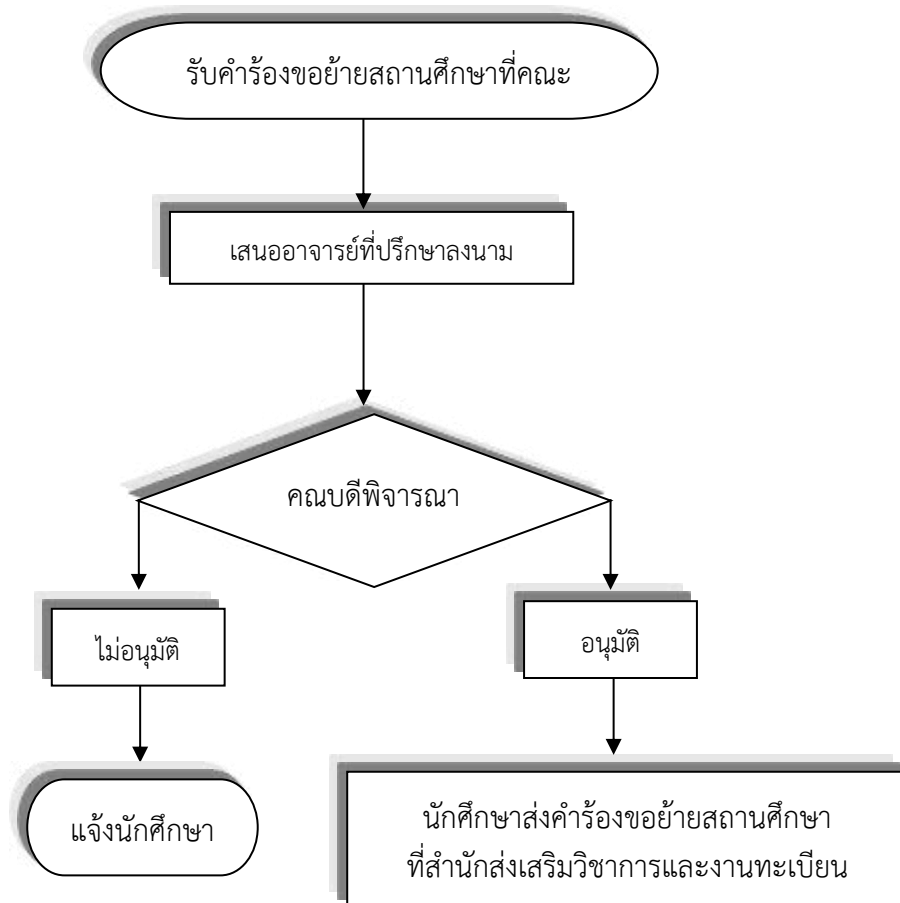 รับคำร้องขอย้ายสถานศึกษาที่คณะ
เสนออาจารย์ที่ปรึกษาลงนาม
คณบดีพิจารณา
ไม่อนุมัติ
อนุมัติ
แจ้งนักศึกษา
นักศึกษาส่งคำร้องขอย้ายสถานศึกษา
ที่สำนักส่งเสริมวิชาการและงานทะเบียน